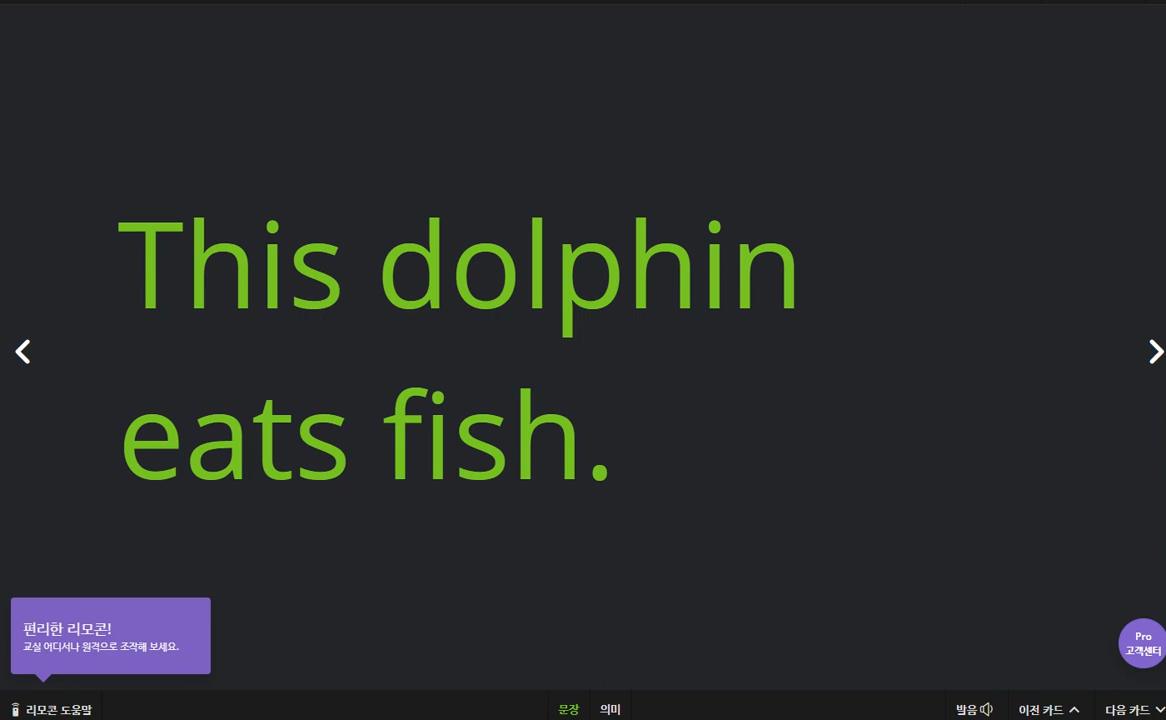 This dolphin
eats fish.
편리한 리모콘!
교실 어디서나 원격으로 조작해 보세요.
Pro
고객센터
리모콘 도움말
문장
의미
발음
이전 카드
다음 카드